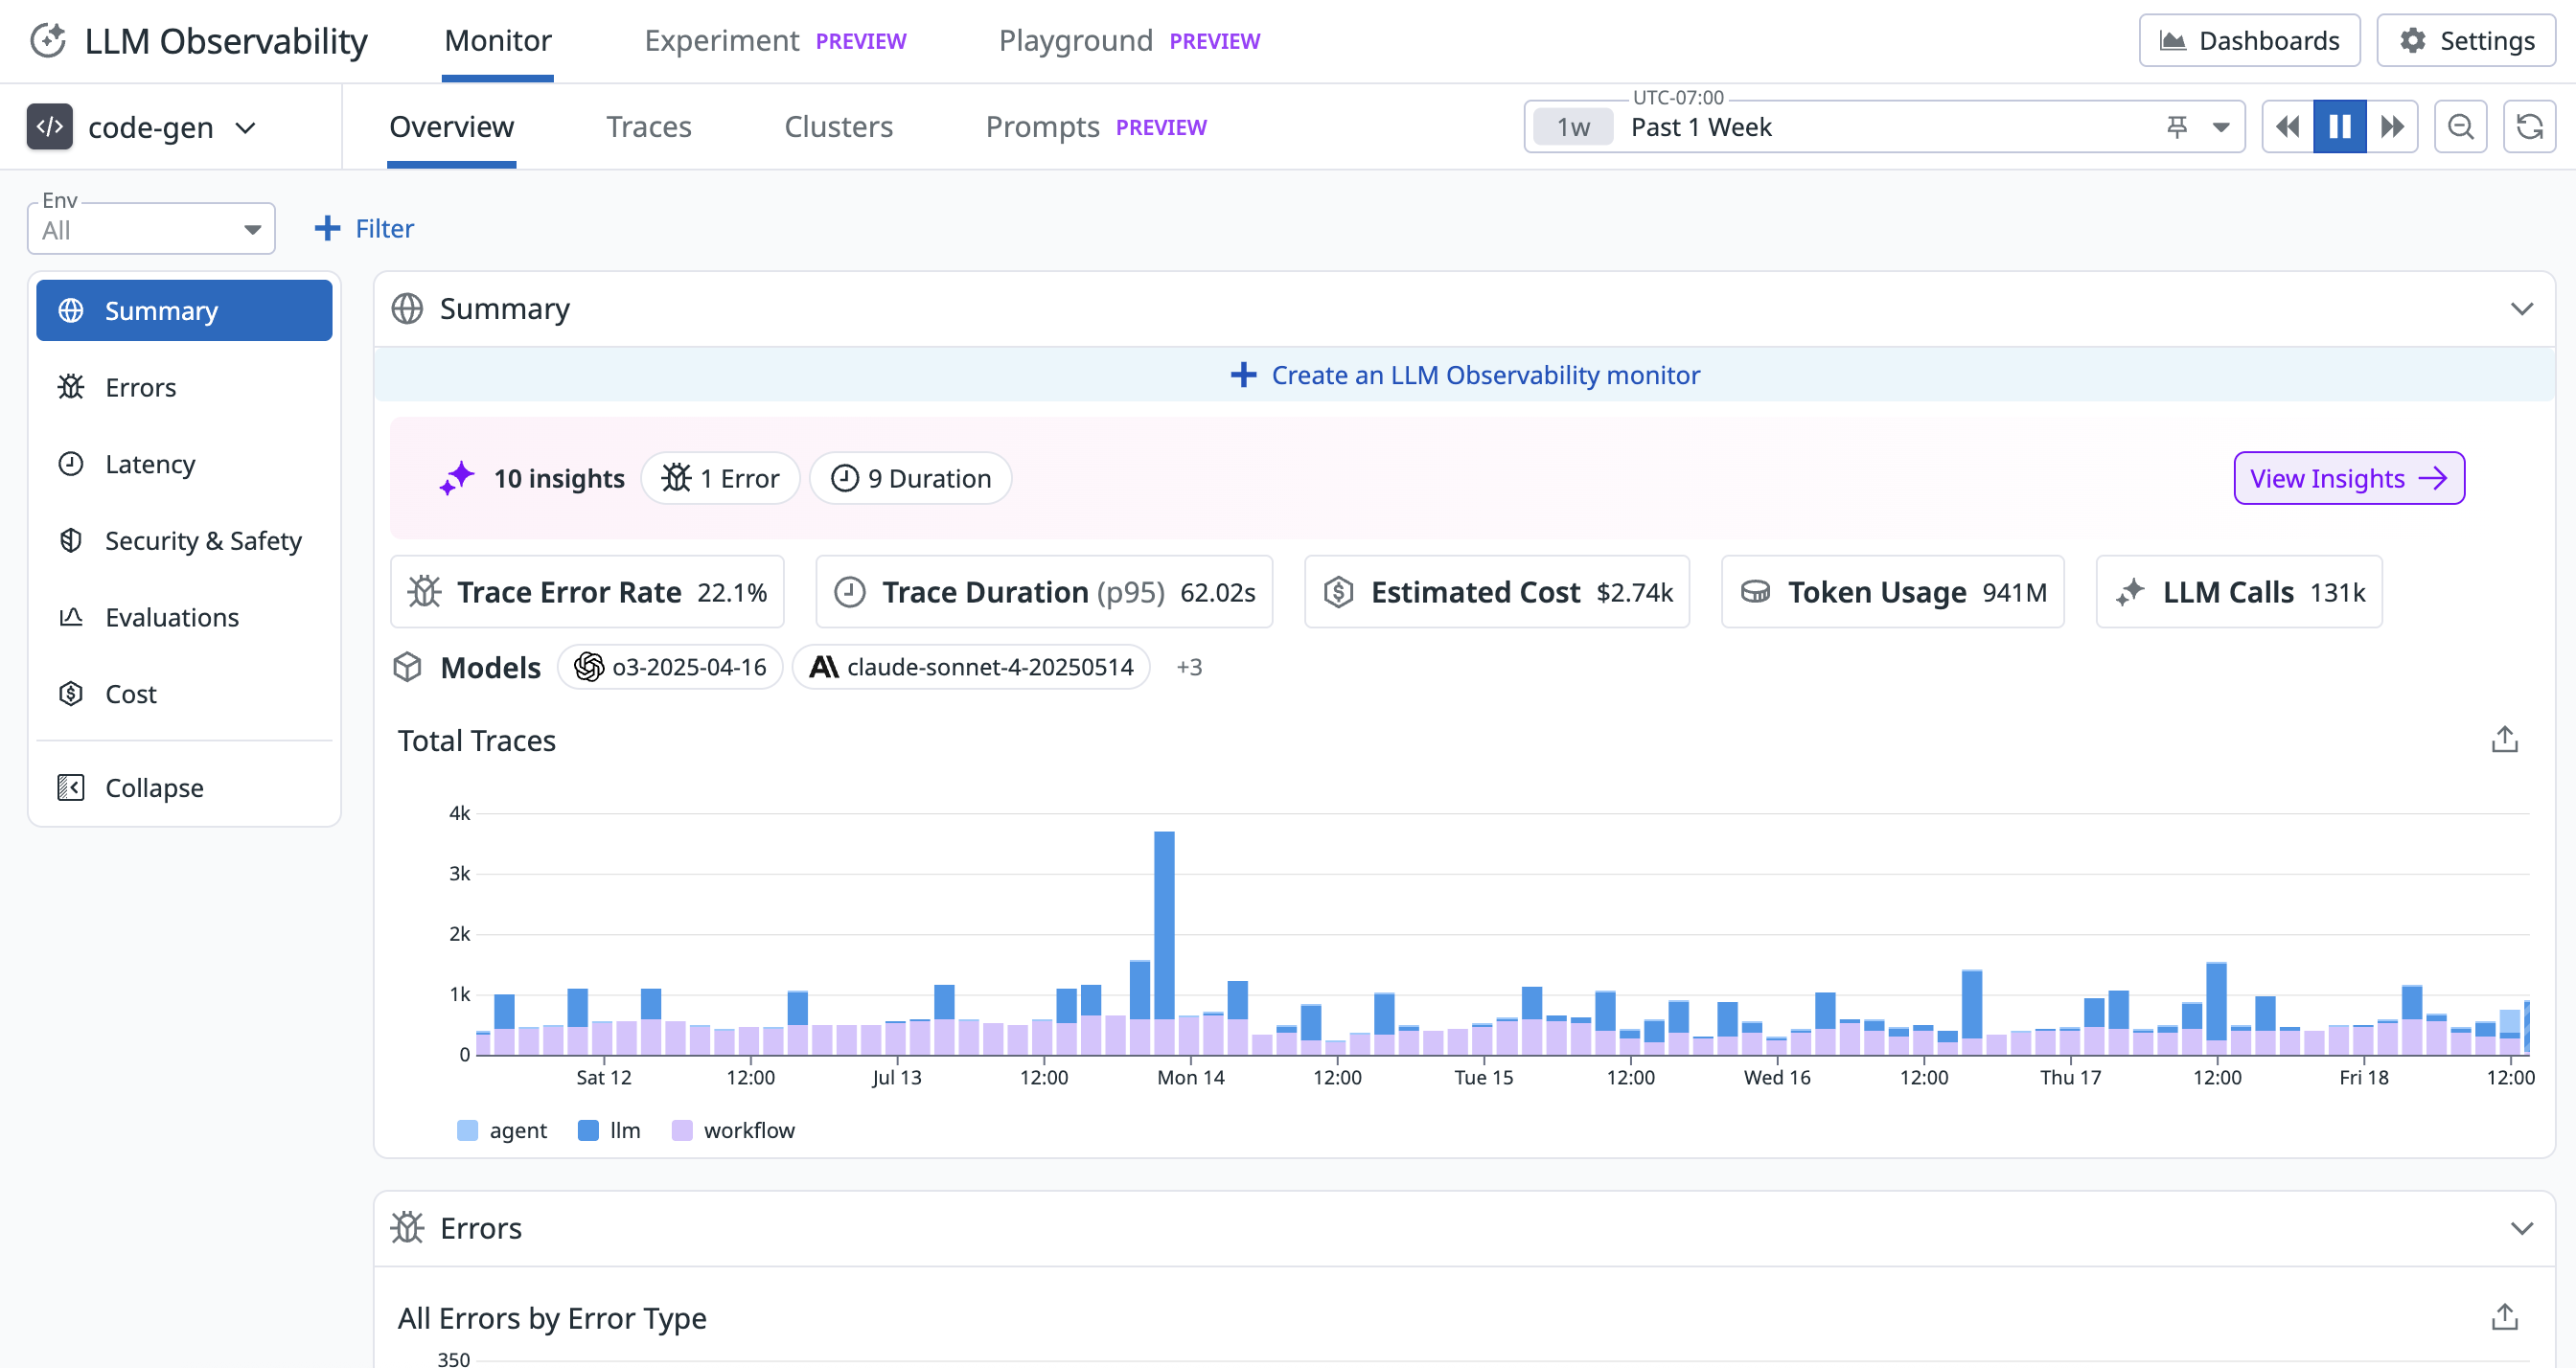 LLM Observability
Monitor
Experiment PREVIEW
Playground PREVIEW
Dashboards
Settings
code-gen
Overview
Traces
Clusters
Prompts PREVIEW
UTC-07:00
1w Past 1 Week
Env
All
Filter
Summary
Errors
Latency
Security & Safety
Evaluations
Cost
Collapse
Summary
Create an LLM Observability monitor
10 insights 1 Error 9 Duration
View Insights
Trace Error Rate 22.1%
Trace Duration (p95) 62.02s
Estimated Cost $2.74k
Token Usage 941M
LLM Calls 131k
Models o3-2025-04-16 claude-sonnet-4-20250514 +3
Total Traces
4k
3k
2k
1k
0
Sat 12 12:00 Jul 13 12:00 Mon 14 12:00 Tue 15 12:00 Wed 16 12:00 Thu 17 12:00 Fri 18 12:00
agent llm workflow
Errors
All Errors by Error Type
350